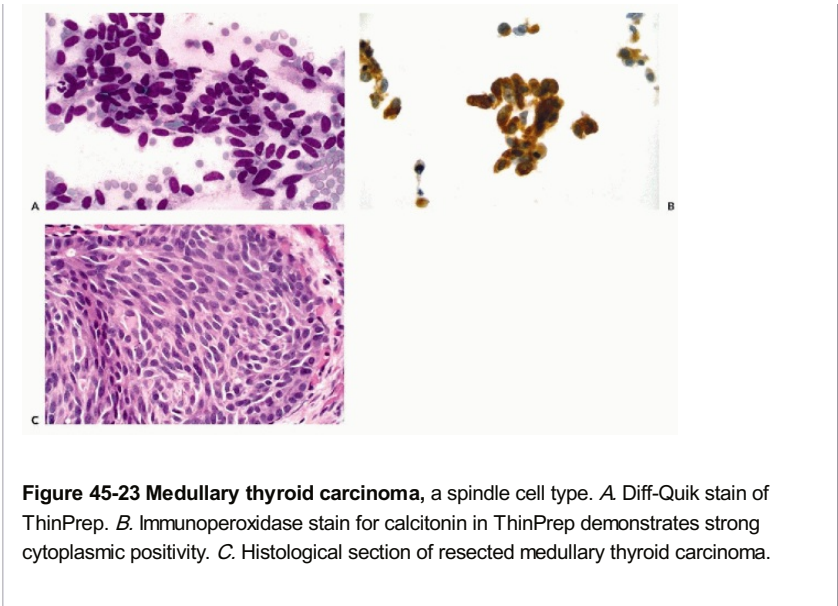 A
B
C
Figure 45-23 Medullary thyroid carcinoma, a spindle cell type. A. Diff-Quik stain of
ThinPrep. B. Immunoperoxidase stain for calcitonin in ThinPrep demonstrates strong
cytoplasmic positivity. C. Histological section of resected medullary thyroid carcinoma.